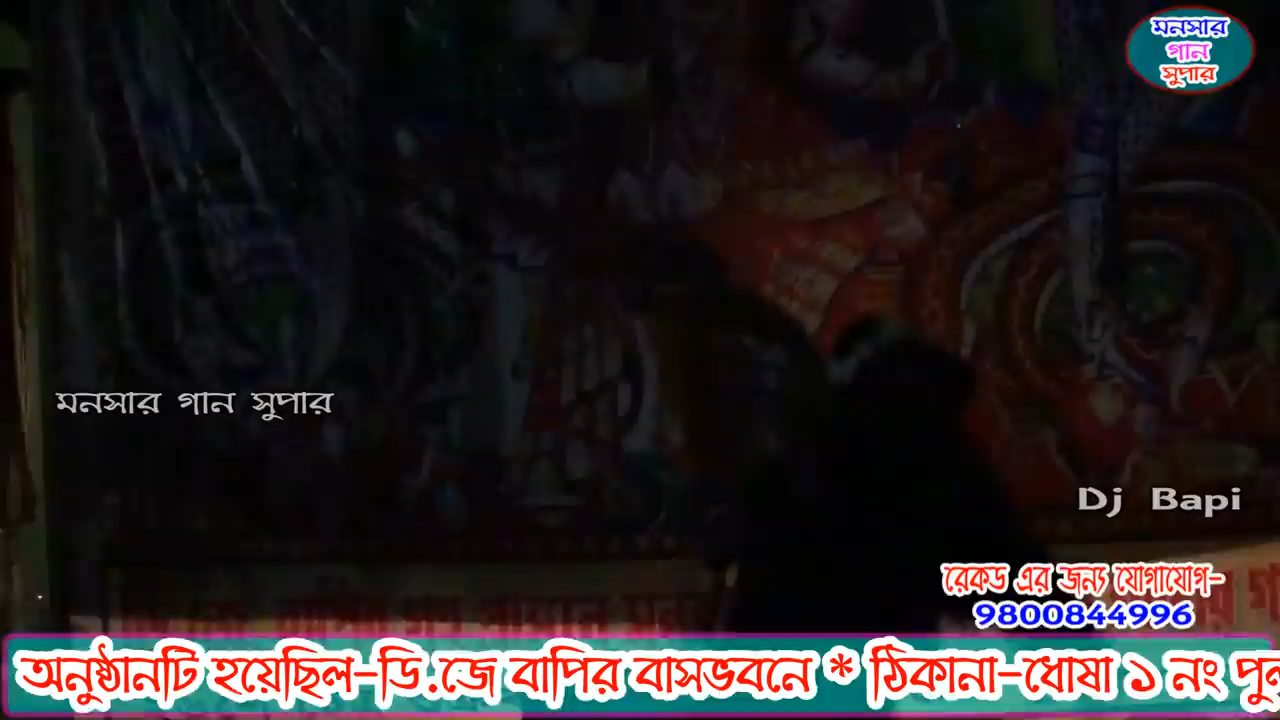 মনসার
গান
সুপার
মনসার গান সুপার
Dj Bapi
রেকড এর জন্য যোগাযোগ-
9800844996
অনুষ্ঠানটি হয়েছিল-ডি.জে বাপির বাসভবনে * ঠিকানা-ধোষা ১ নং